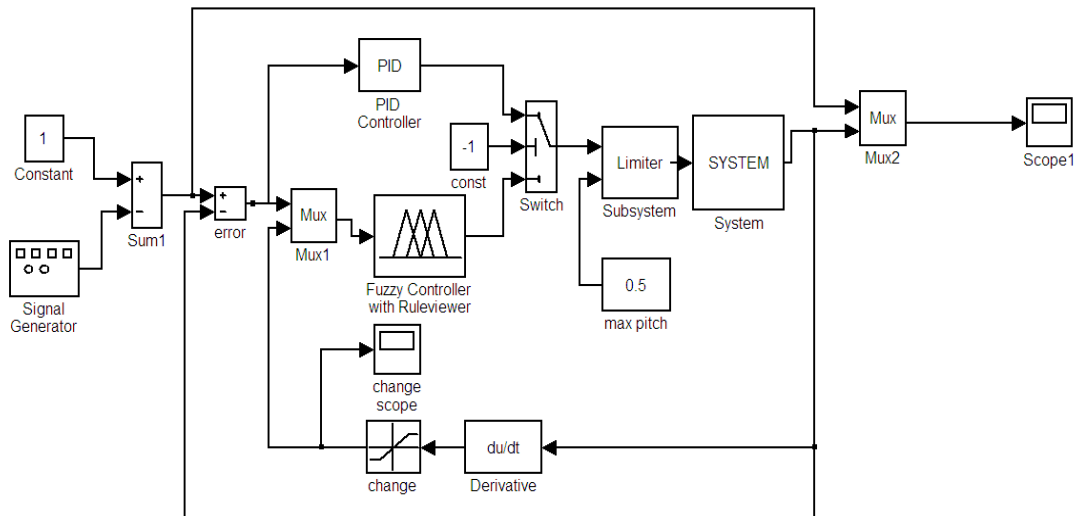 PID
PID
Controller
1
Constant
-1
const
Switch
Limiter
Subsystem
SYSTEM
System
Mux
Mux2
Scope1
+
-
Sum1
+
-
error
Mux
Mux1
Fuzzy Controller
with Ruleviewer
Signal
Generator
0.5
max pitch
change
scope
change
du/dt
Derivative